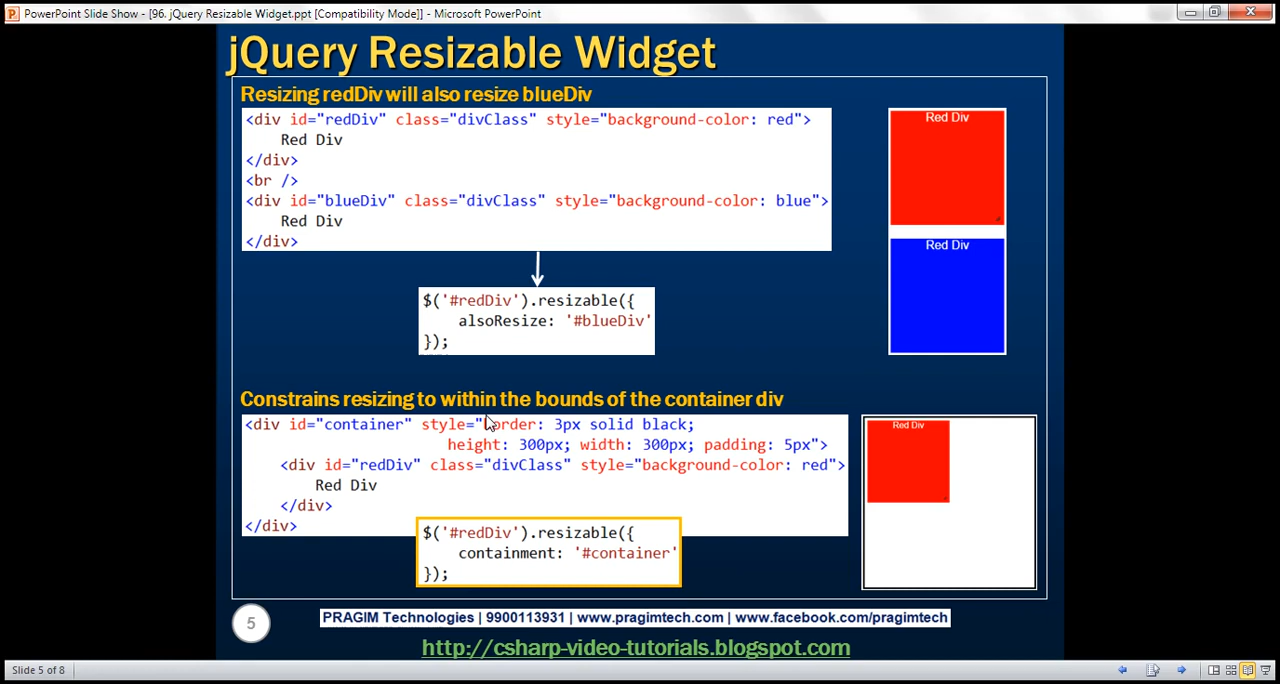 PowerPoint Slide Show - [96. jQuery Resizable Widget.ppt [Compatibility Mode]] - Microsoft PowerPoint
jQuery Resizable Widget
Resizing redDiv will also resize blueDiv
<div id="redDiv" class="divClass" style="background-color: red">
Red Div
</div>
<br />
<div id="blueDiv" class="divClass" style="background-color: blue">
Red Div
</div>
Red Div
Red Div
$('#redDiv').resizable({
alsoResize: '#blueDiv'
});
Constrains resizing to within the bounds of the container div
<div id="container" style="border: 3px solid black;
height: 300px; width: 300px; padding: 5px">
<div id="redDiv" class="divClass" style="background-color: red">
Red Div
</div>
</div>
Red Div
$('#redDiv').resizable({
containment: '#container'
});
5
PRAGIM Technologies | 9900113931 | www.pragimtech.com | www.facebook.com/pragimtech
http://csharp-video-tutorials.blogspot.com
Slide 5 of 8